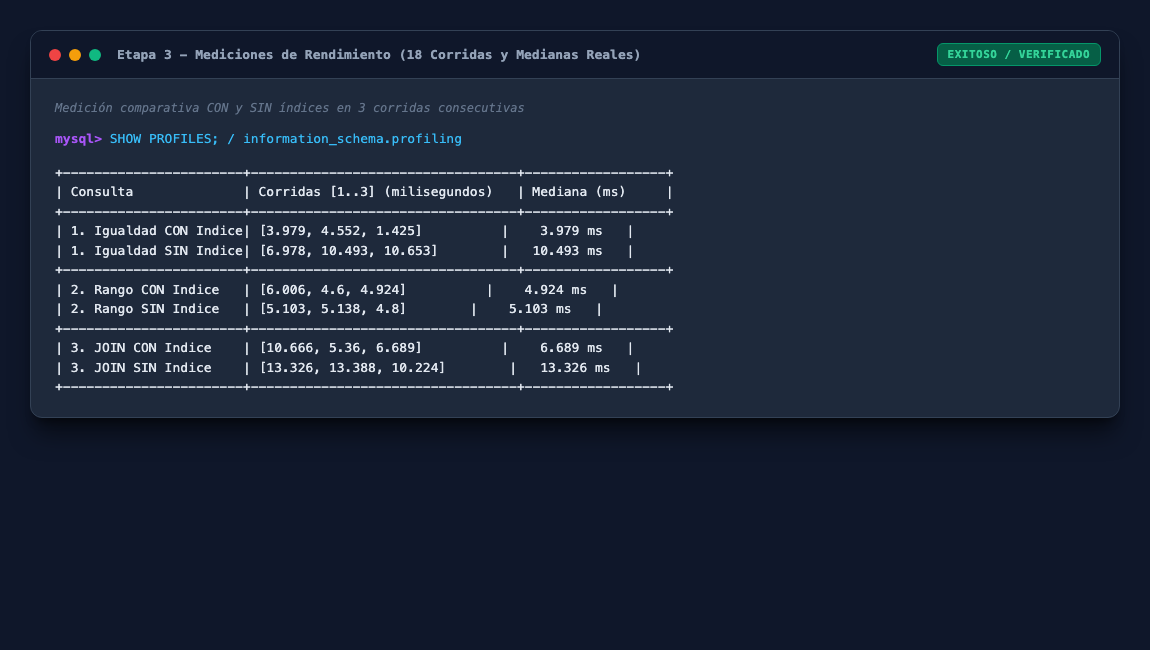 Etapa 3 — Mediciones de Rendimiento (18 Corridas y Medianas Reales)
EXITOSO / VERIFICADO
Medición comparativa CON y SIN índices en 3 corridas consecutivas
mysql> SHOW PROFILES; / information_schema.profiling
+-----------------------+----------------------------------+------------------+
| Consulta              | Corridas [1..3] (milisegundos)   | Mediana (ms)     |
+-----------------------+----------------------------------+------------------+
| 1. Igualdad CON Indice| [3.979, 4.552, 1.425]          |    3.979 ms   |
| 1. Igualdad SIN Indice| [6.978, 10.493, 10.653]        |   10.493 ms   |
+-----------------------+----------------------------------+------------------+
| 2. Rango CON Indice   | [6.006, 4.6, 4.924]          |    4.924 ms   |
| 2. Rango SIN Indice   | [5.103, 5.138, 4.8]        |    5.103 ms   |
+-----------------------+----------------------------------+------------------+
| 3. JOIN CON Indice    | [10.666, 5.36, 6.689]          |    6.689 ms   |
| 3. JOIN SIN Indice    | [13.326, 13.388, 10.224]        |   13.326 ms   |
+-----------------------+----------------------------------+------------------+